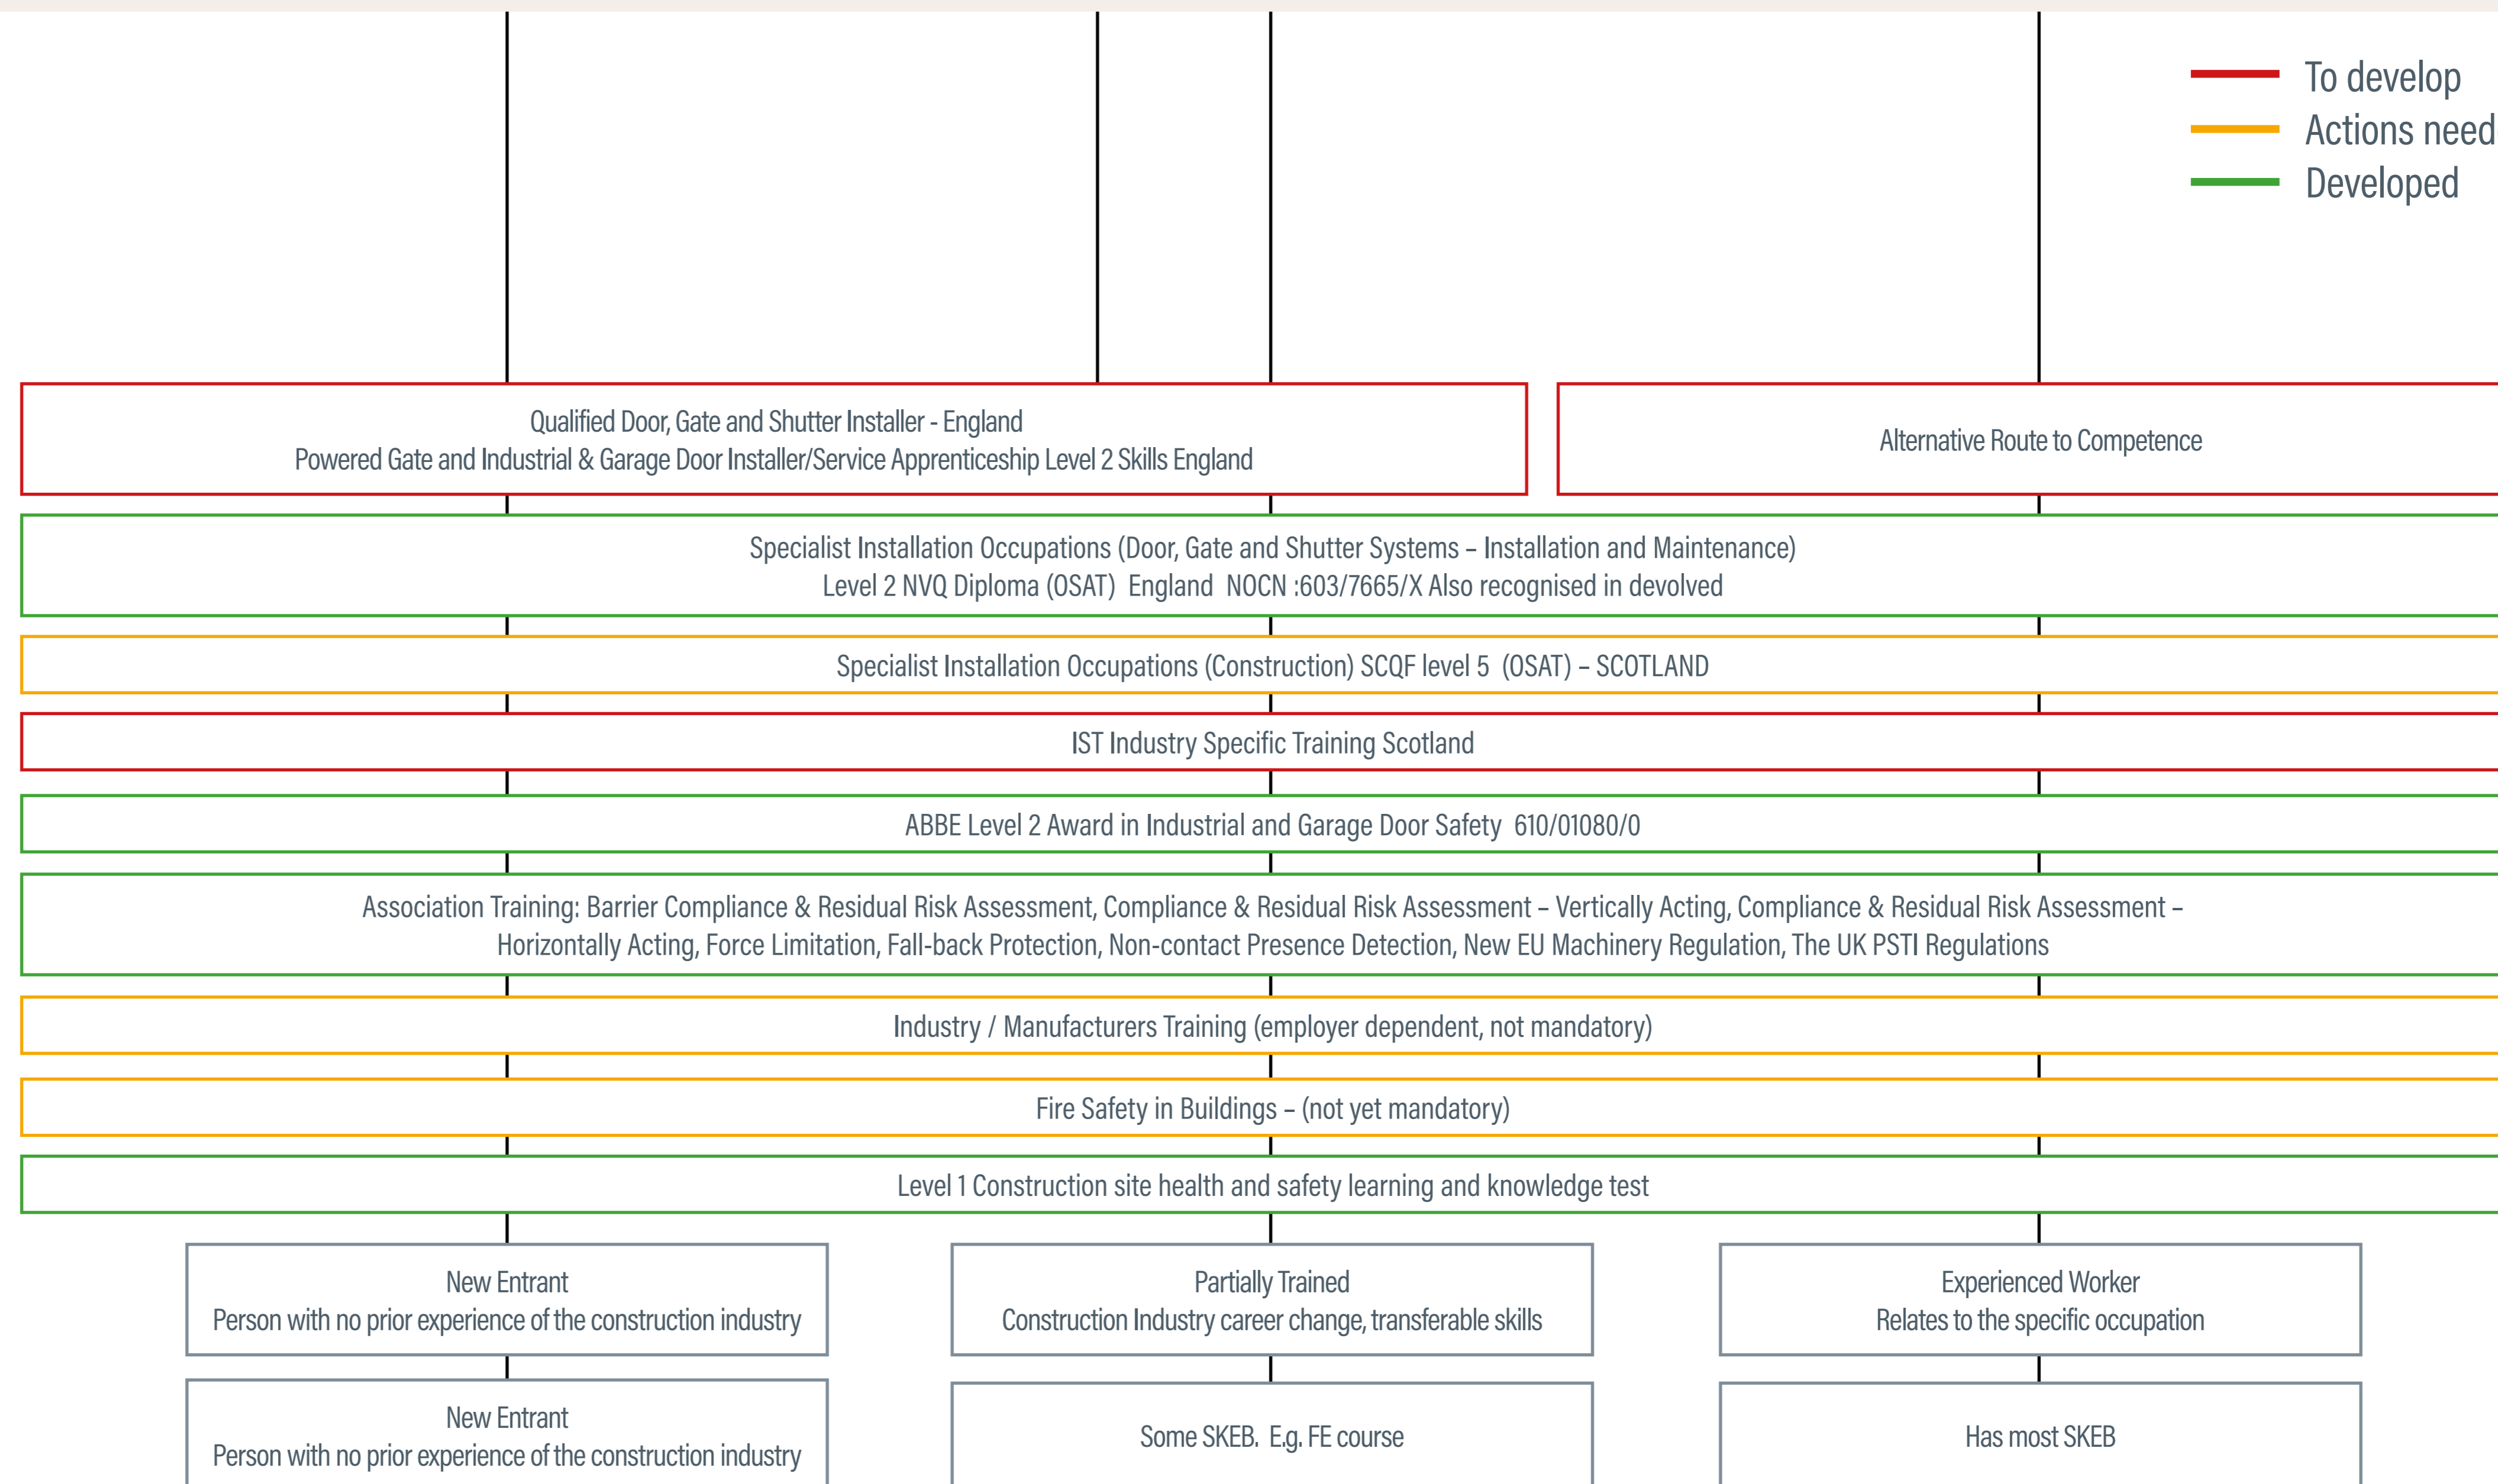 To develop
Actions need
Developed
Qualified Door, Gate and Shutter Installer - England
Powered Gate and Industrial & Garage Door Installer/Service Apprenticeship Level 2 Skills England
Alternative Route to Competence
Specialist Installation Occupations (Door, Gate and Shutter Systems – Installation and Maintenance)
Level 2 NVQ Diploma (OSAT)  England  NOCN :603/7665/X Also recognised in devolved
Specialist Installation Occupations (Construction) SCQF level 5  (OSAT) – SCOTLAND
IST Industry Specific Training Scotland
ABBE Level 2 Award in Industrial and Garage Door Safety  610/01080/0
Association Training: Barrier Compliance & Residual Risk Assessment, Compliance & Residual Risk Assessment – Vertically Acting, Compliance & Residual Risk Assessment –
Horizontally Acting, Force Limitation, Fall-back Protection, Non-contact Presence Detection, New EU Machinery Regulation, The UK PSTI Regulations
Industry / Manufacturers Training (employer dependent, not mandatory)
Fire Safety in Buildings – (not yet mandatory)
Level 1 Construction site health and safety learning and knowledge test
New Entrant
Person with no prior experience of the construction industry
Partially Trained
Construction Industry career change, transferable skills
Experienced Worker
Relates to the specific occupation
New Entrant
Person with no prior experience of the construction industry
Some SKEB.  E.g. FE course
Has most SKEB